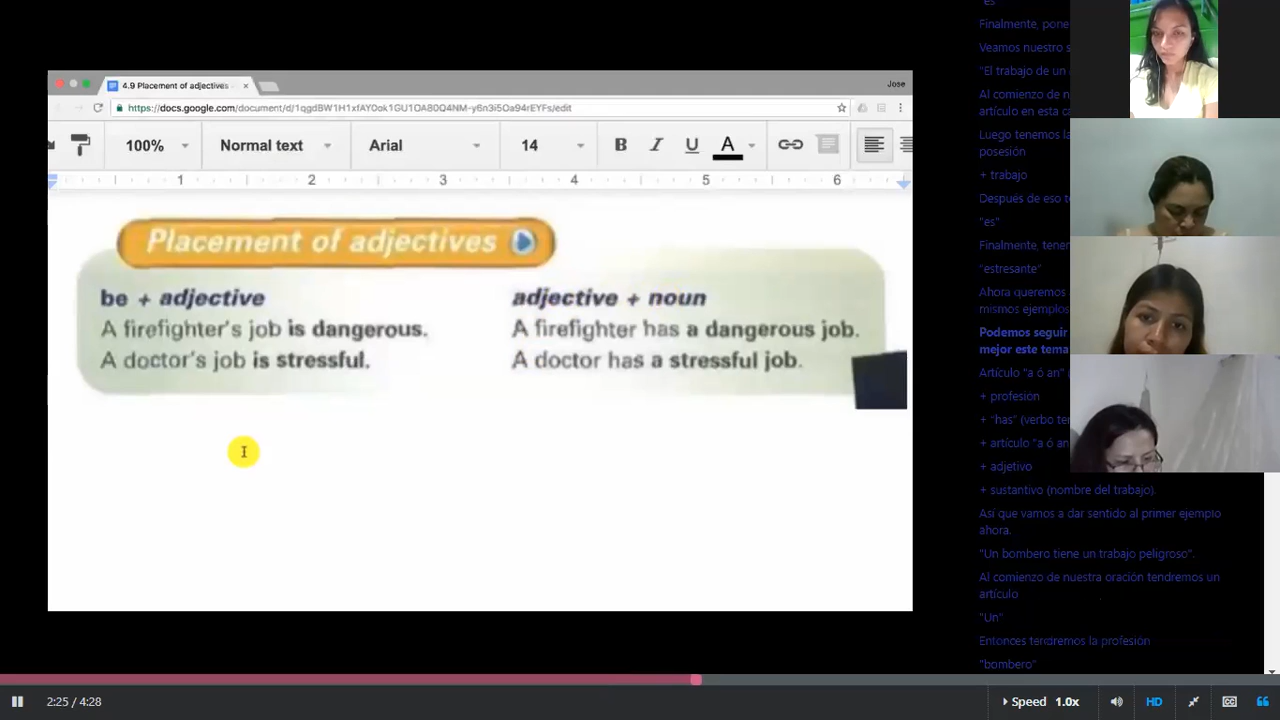 4.9 Placement of adjectives
Jose
https://docs.google.com/document/d/1qgdBW1H1xfAYOok1GU1OA80Q4NM-y6n3i5Oa94rEYFs/edit
100% Normal text Arial 14 B I U A
1 2 3 4 5 6
Placement of adjectives
be + adjective
A firefighter's job is dangerous.
A doctor's job is stressful.
adjective + noun
A firefighter has a dangerous job.
A doctor has a stressful job.
"es"
Finalmente, pone
Veamos nuestro s
"El trabajo de un
Al comienzo de n
artículo en esta c
Luego tenemos la
posesión
+ trabajo
Después de eso t
"es"
Finalmente, tener
"estresante"
Ahora queremos
mismos ejemplos
Podemos seguir
mejor este tema
Artículo "a ó an"
+ profesión
+ "has" (verbo ter
+ artículo "a ó an
+ adjetivo
+ sustantivo (nombre del trabajo).
Así que vamos a dar sentido al primer ejemplo
ahora.
"Un bombero tiene un trabajo peligroso".
Al comienzo de nuestra oración tendremos un
artículo
"Un"
Entonces tendremos la profesión
"bombero"
2:25 / 4:28
Speed 1.0x
HD